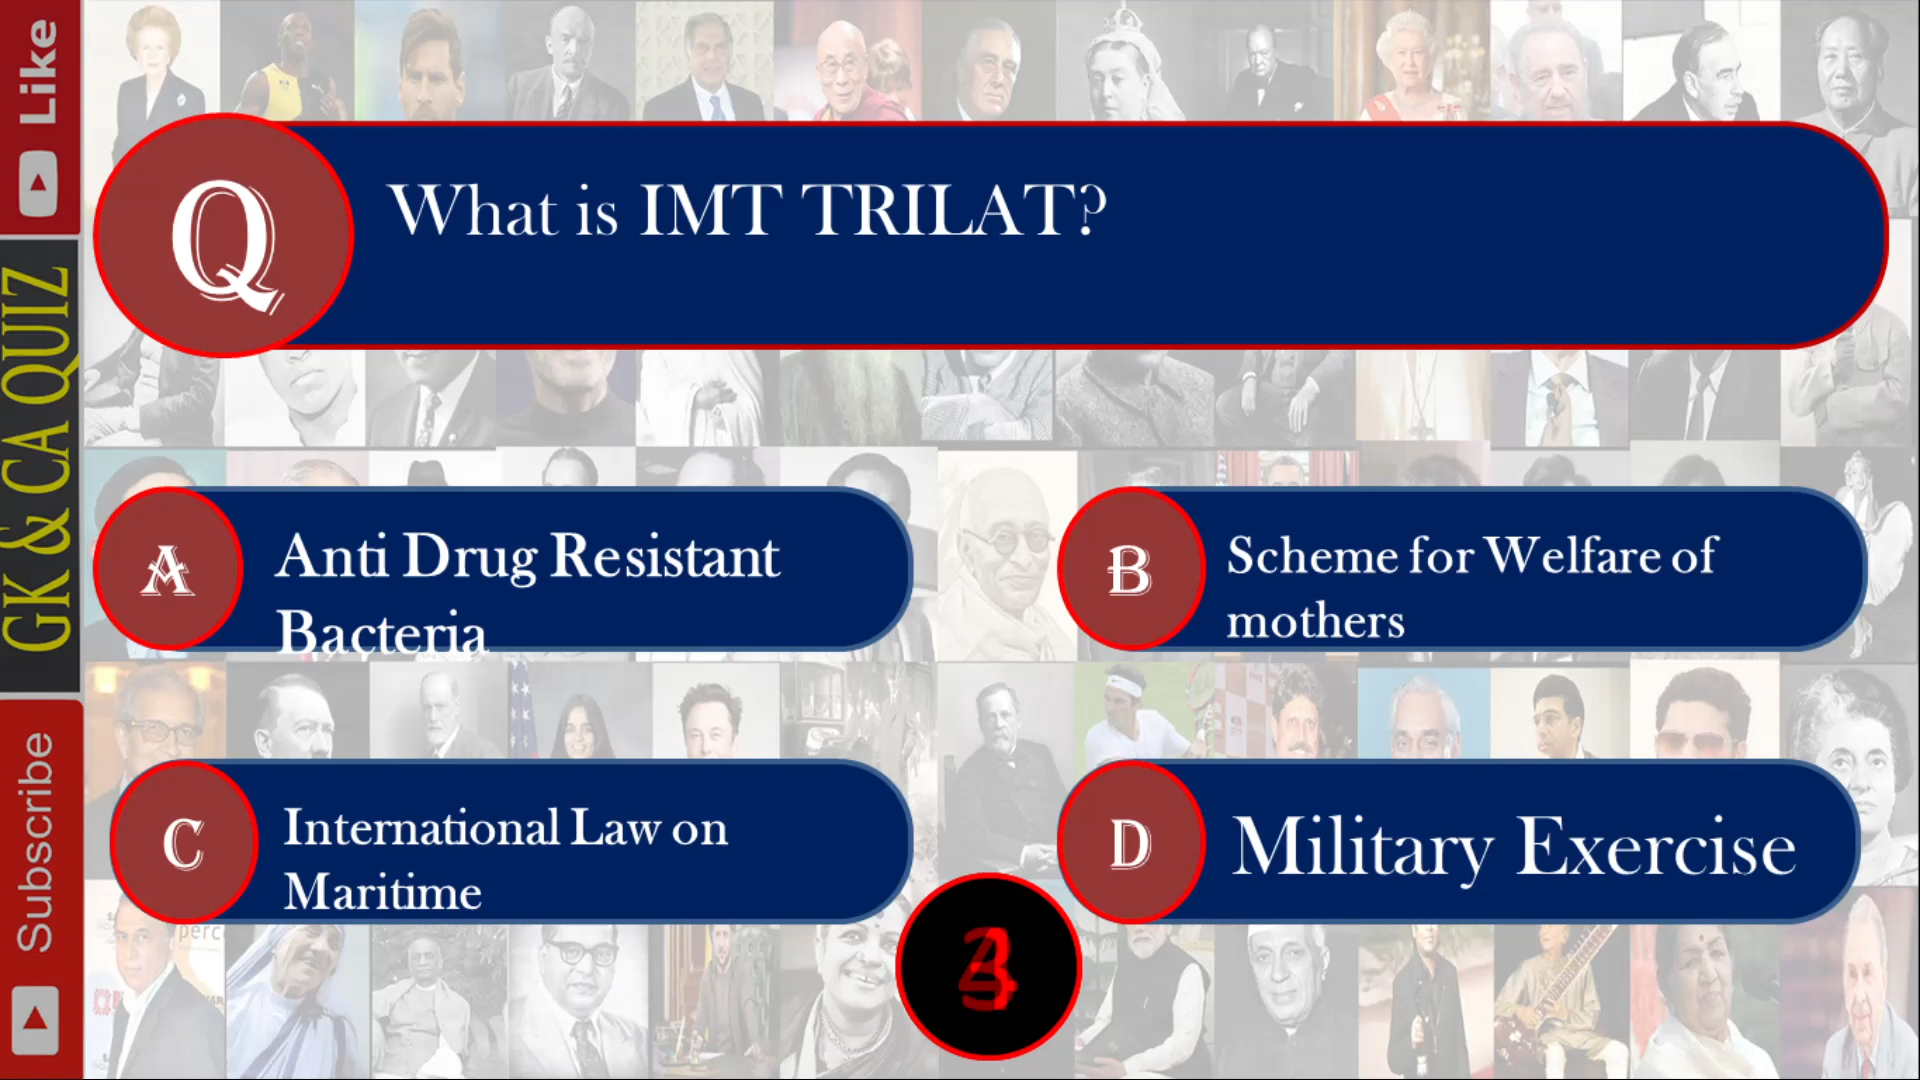 Like
GK & CA QUIZ
Subscribe
Q
What is IMT TRILAT?
A
Anti Drug Resistant
Bacteria
B
Scheme for Welfare of
mothers
C
International Law on
Maritime
D
Military Exercise